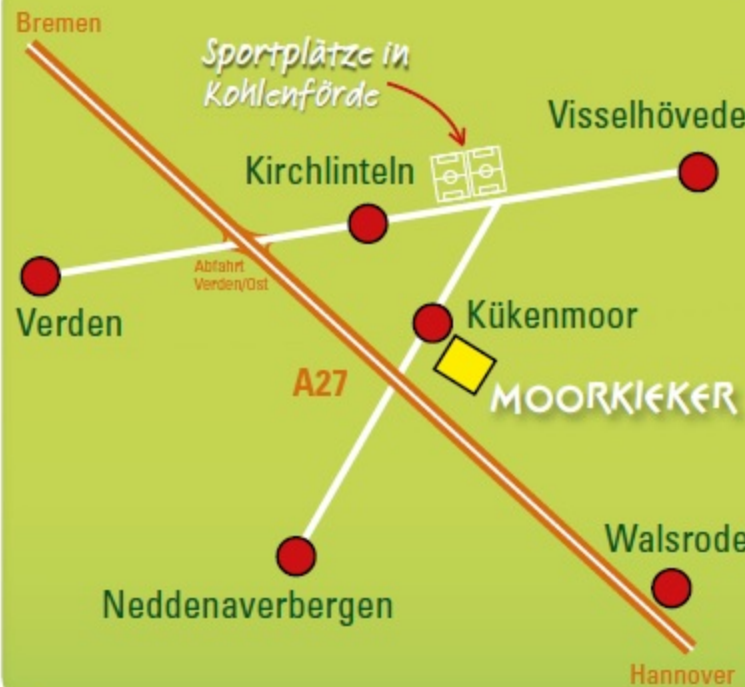 Bremen
Sportplätze in
Kohlenförde
Visselhövede
Kirchlinteln
Abfahrt
Verden/Ost
Verden
Kükenmoor
A27
MOORKIEKER
Walsrode
Neddenaverbergen
Hannover